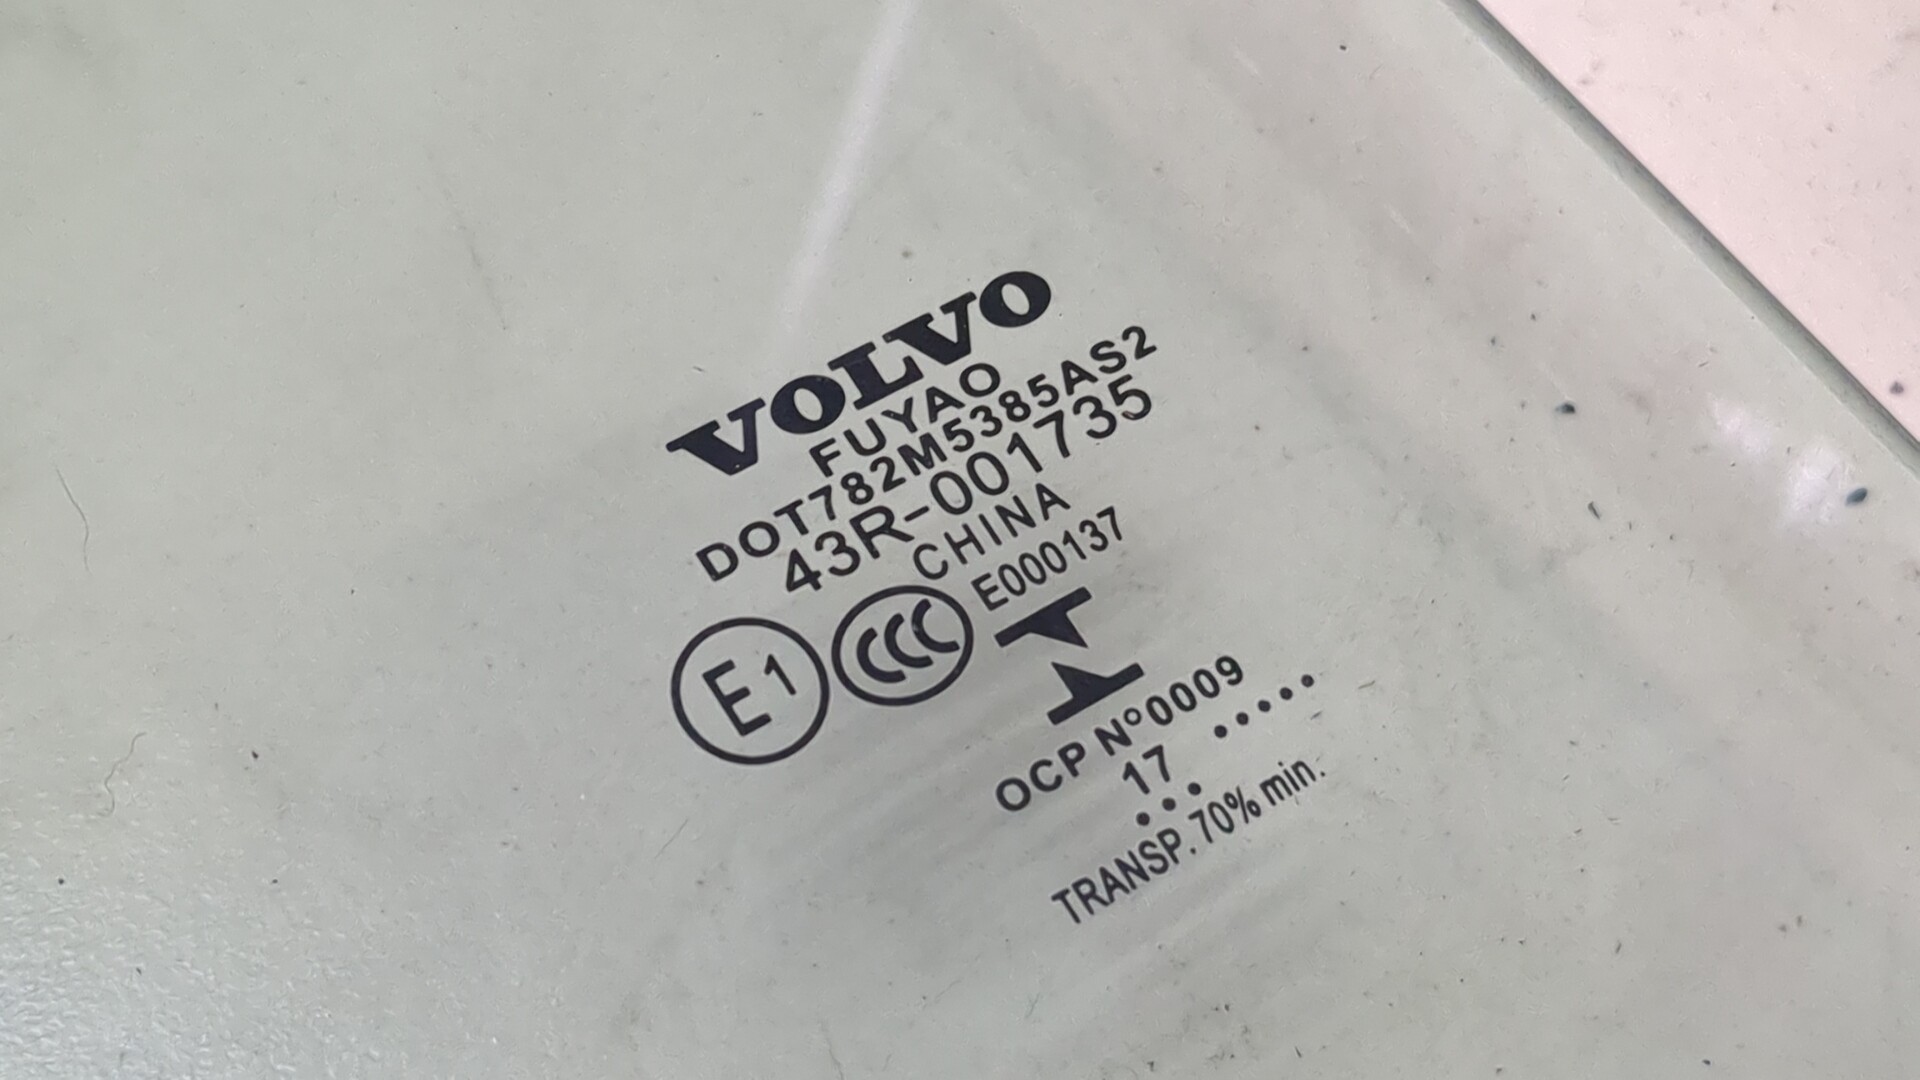 VOLVO
FUYAO
DOT782M5385AS2
43R-001735
CHINA
E000137
E1
CCC
OCP N°0009
17 .....
...
TRANSP. 70% min.